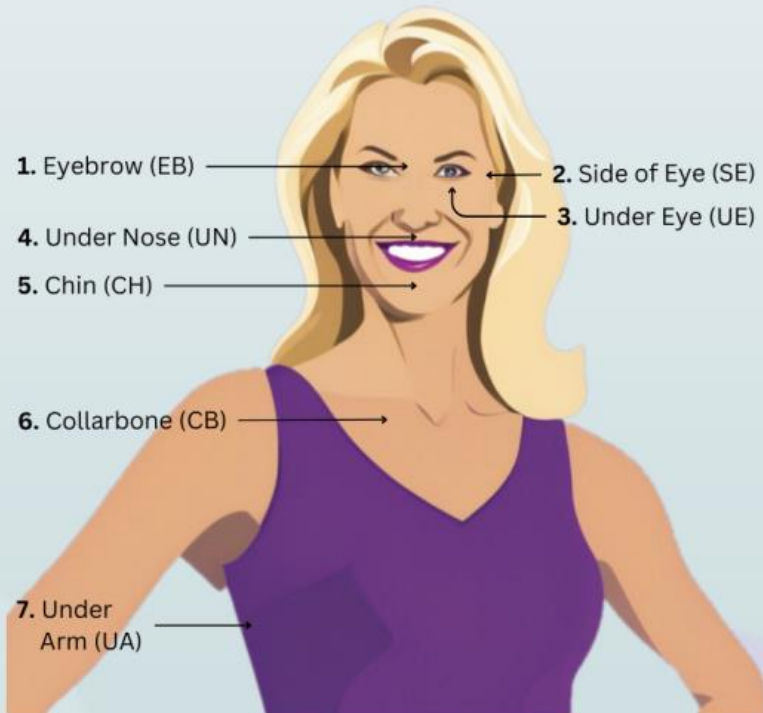 1. Eyebrow (EB)
2. Side of Eye (SE)
3. Under Eye (UE)
4. Under Nose (UN)
5. Chin (CH)
6. Collarbone (CB)
7. Under
Arm (UA)